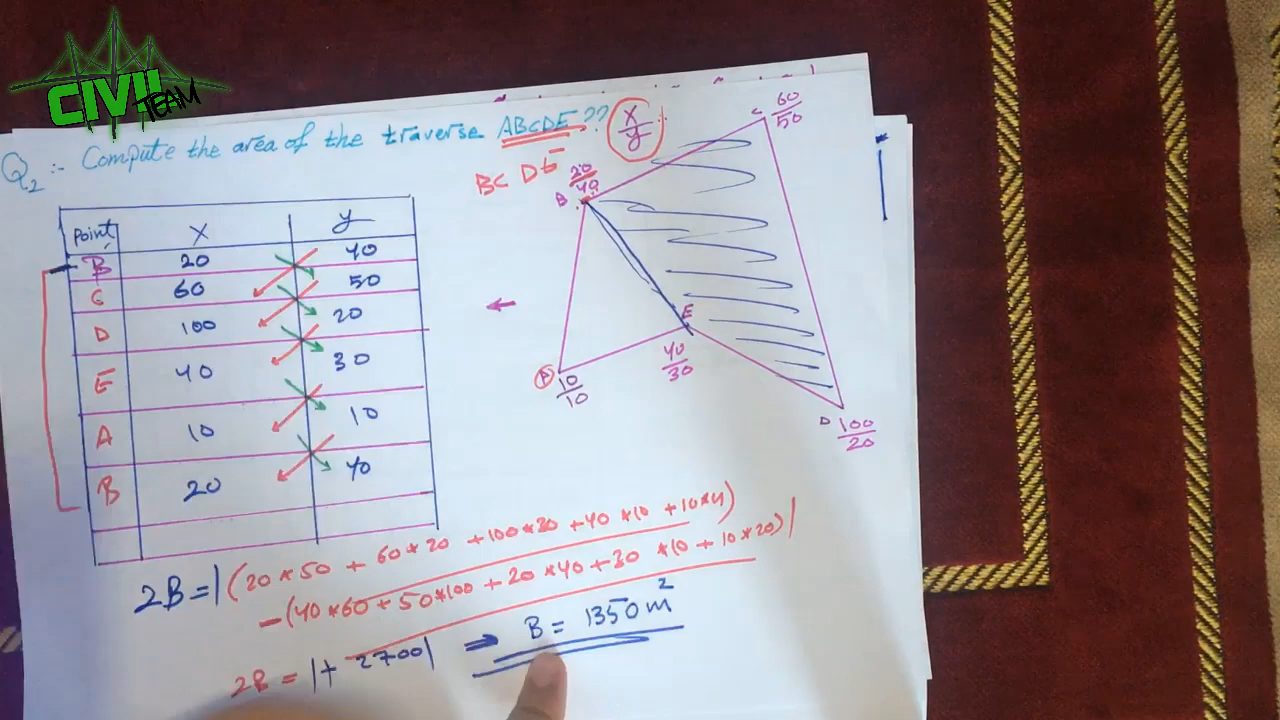 CIVIL
TEAM
Q2 :- Compute the area of the traverse ABCDE ?? X/y
BC DE
Point X y
B 20 40
C 60 50
D 100 20
E 40 30
A 10 10
B 20 40
B 20/40
C 60/50
E 40/30
A 10/10
D 100/20
2B = |(20*50 + 60*20 + 100*30 + 40*10 + 10*4)
-(40*60 + 50*100 + 20*40 + 30*10 + 10*20)|
2B = |+ 2700| ⇒ B = 1350 m²